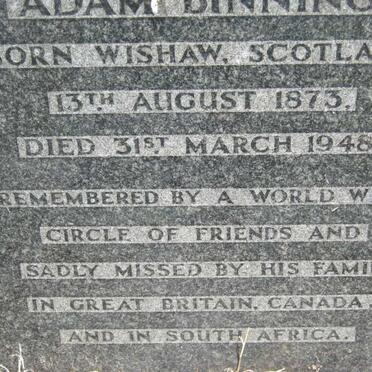 ADAM BINNING
BORN WISHAW, SCOTLA
13TH AUGUST 1873.
DIED 31ST. MARCH 1948
REMEMBERED BY A WORLD W
CIRCLE OF FRIENDS AND
SADLY MISSED BY HIS FAMI
IN GREAT BRITAIN, CANADA
AND IN SOUTH AFRICA.